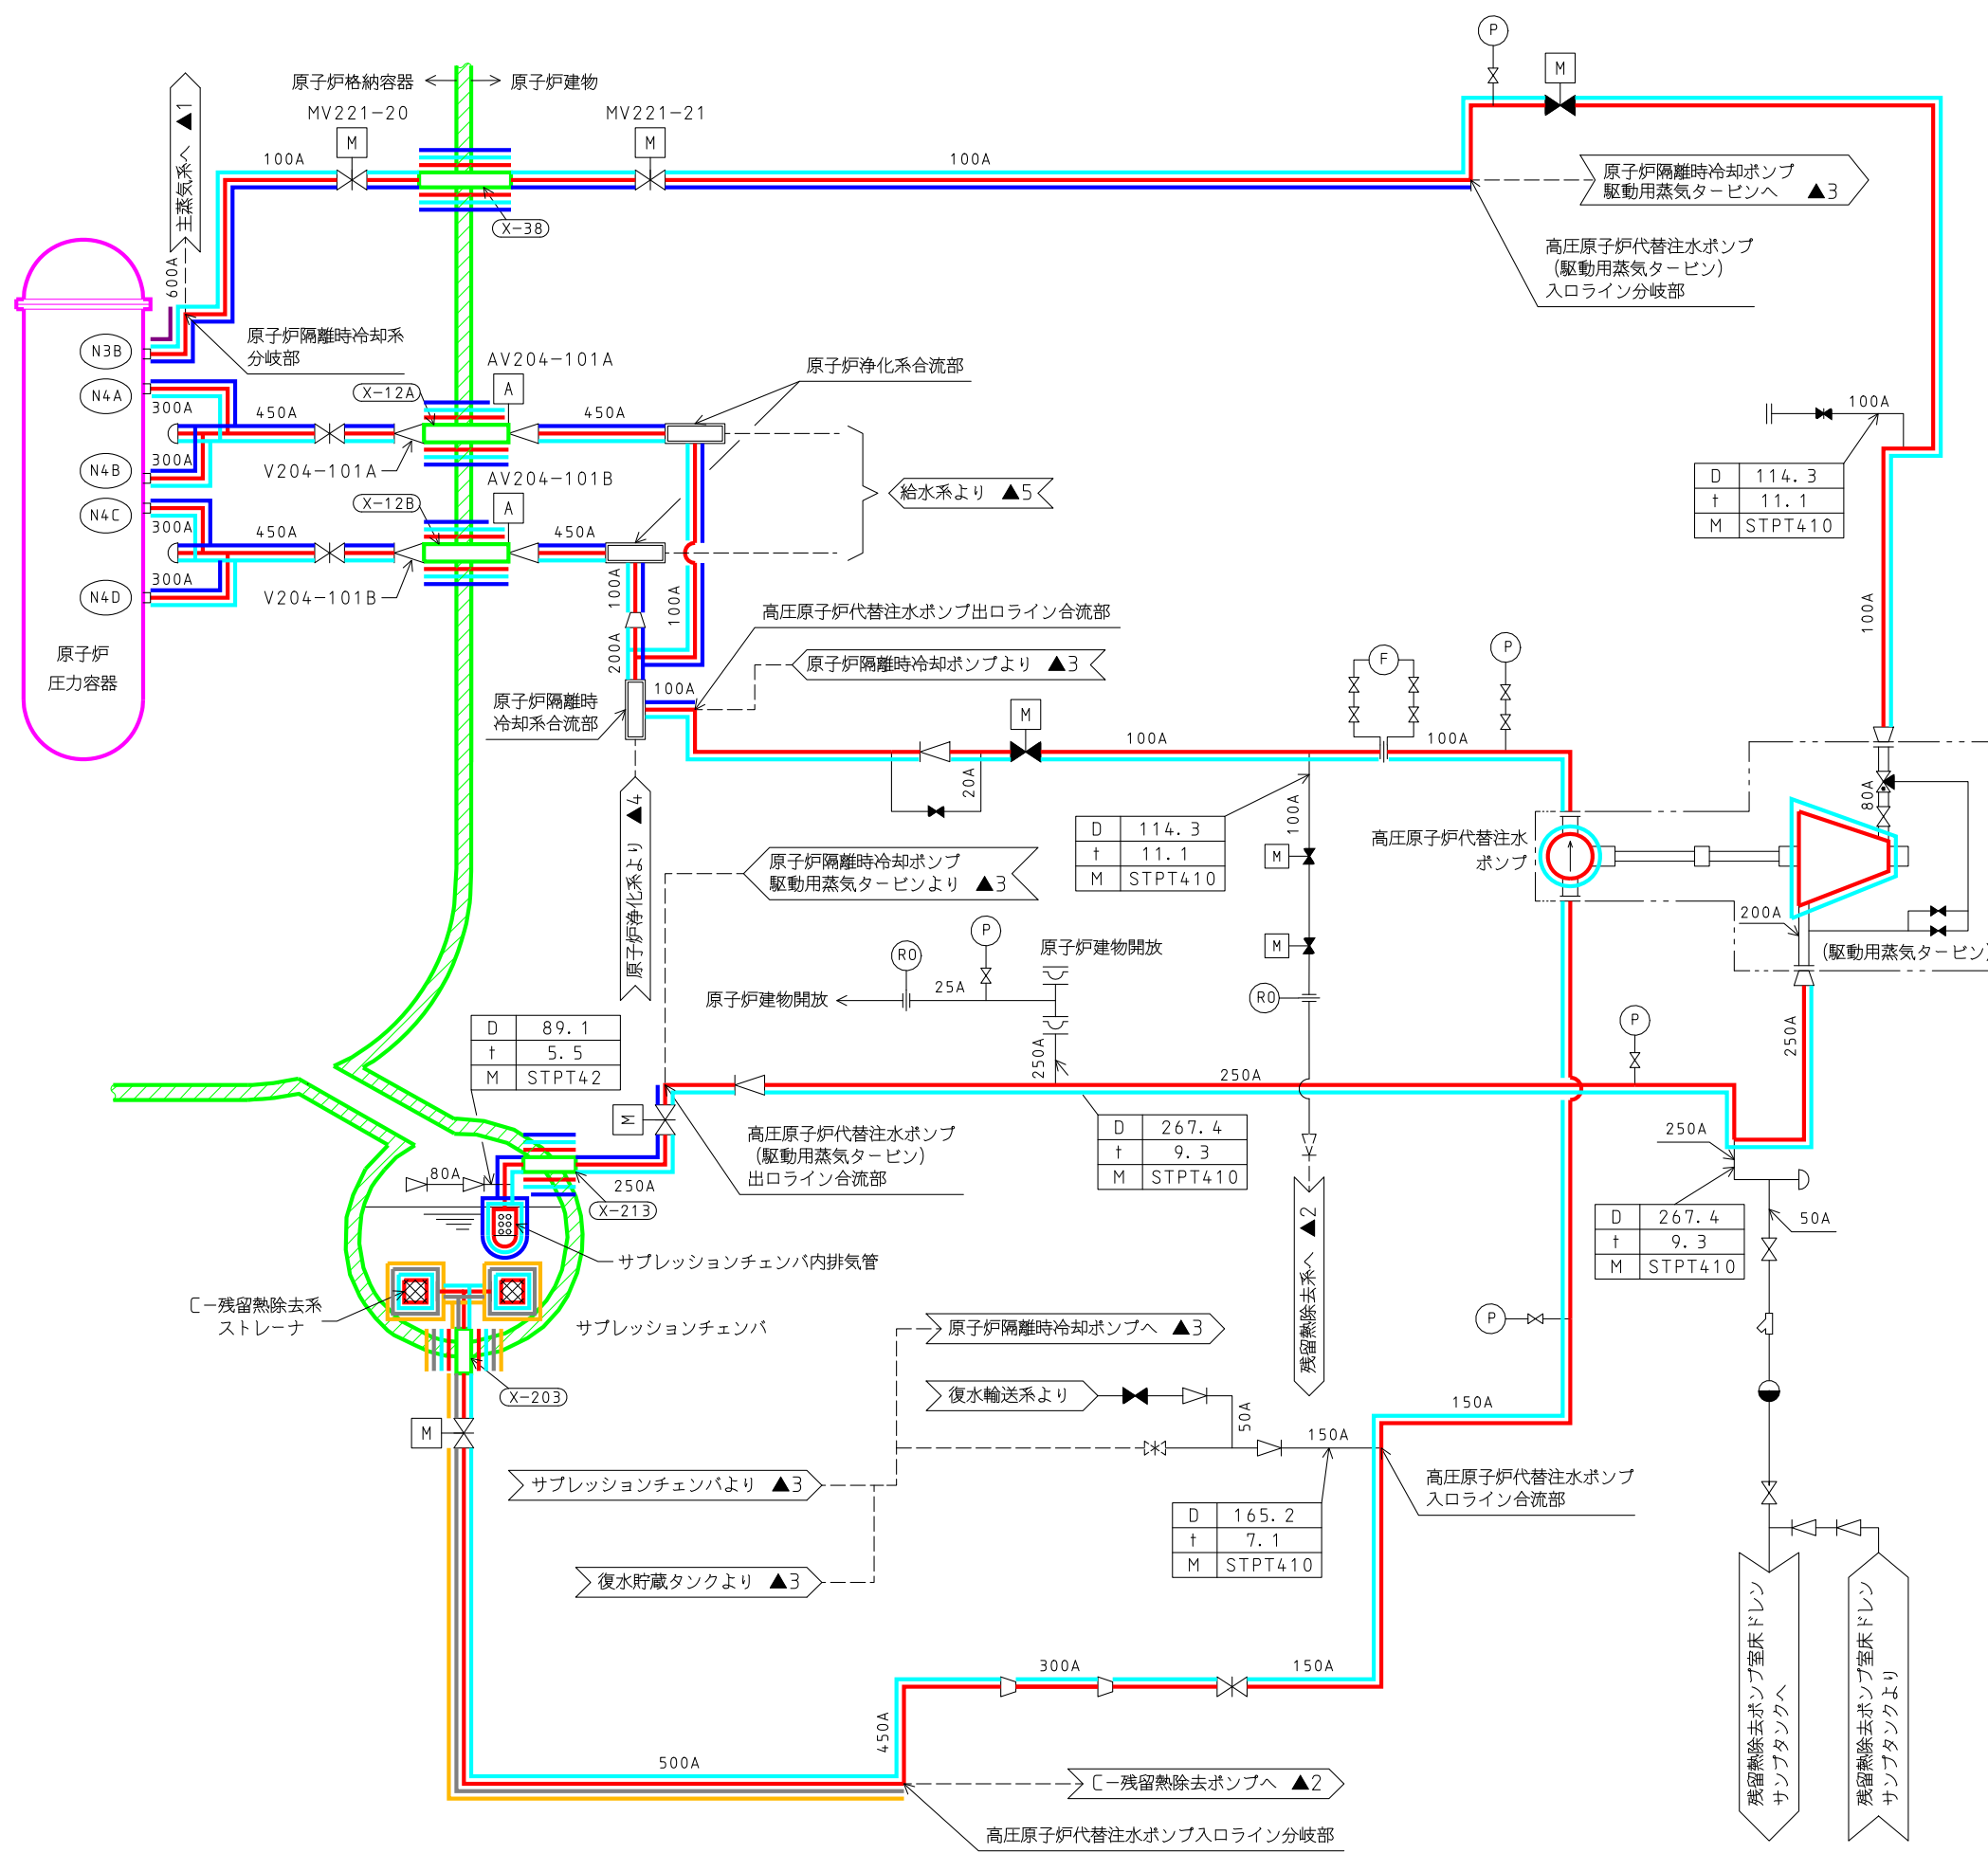 P
M
原子炉格納容器
原子炉建物
MV221-20
M
MV221-21
M
主蒸気系へ ▲1
100A
100A
原子炉隔離時冷却ポンプ
駆動用蒸気タービンへ ▲3
X-38
高圧原子炉代替注水ポンプ
(駆動用蒸気タービン)
入口ライン分岐部
600A
原子炉隔離時冷却系
分岐部
N3B
N4A
N4B
N4C
N4D
原子炉
圧力容器
300A
300A
300A
300A
450A
450A
X-12A
AV204-101A
A
450A
V204-101A
X-12B
AV204-101B
A
450A
V204-101B
原子炉浄化系合流部
給水系より ▲5
100A
D 114.3
t 11.1
M STPT410
100A
100A
100A
200A
高圧原子炉代替注水ポンプ出口ライン合流部
原子炉隔離時冷却ポンプより ▲3
原子炉隔離時
冷却系合流部
100A
M
20A
100A
F
100A
P
80A
原子炉浄化系より ▲4
D 114.3
t 11.1
M STPT410
100A
M
M
RO
高圧原子炉代替注水
ポンプ
200A
(駆動用蒸気タービン)
原子炉隔離時冷却ポンプ
駆動用蒸気タービンより ▲3
RO
P
原子炉建物開放
原子炉建物開放
25A
250A
250A
P
250A
D 89.1
t 5.5
M STPT42
M
80A
250A
X-213
高圧原子炉代替注水ポンプ
(駆動用蒸気タービン)
出口ライン合流部
D 267.4
t 9.3
M STPT410
250A
D 267.4
t 9.3
M STPT410
50A
残留熱除去系へ ▲2
サプレッションチェンバ内排気管
C-残留熱除去系
ストレーナ
サプレッションチェンバ
X-203
M
原子炉隔離時冷却ポンプへ ▲3
復水輸送系より
50A
150A
P
150A
サプレッションチェンバより ▲3
復水貯蔵タンクより ▲3
D 165.2
t 7.1
M STPT410
高圧原子炉代替注水ポンプ
入口ライン合流部
残留熱除去ポンプ室床ドレン
サンプタンクへ
残留熱除去ポンプ室床ドレン
サンプタンクより
300A
150A
450A
500A
C-残留熱除去ポンプへ ▲2
高圧原子炉代替注水ポンプ入口ライン分岐部